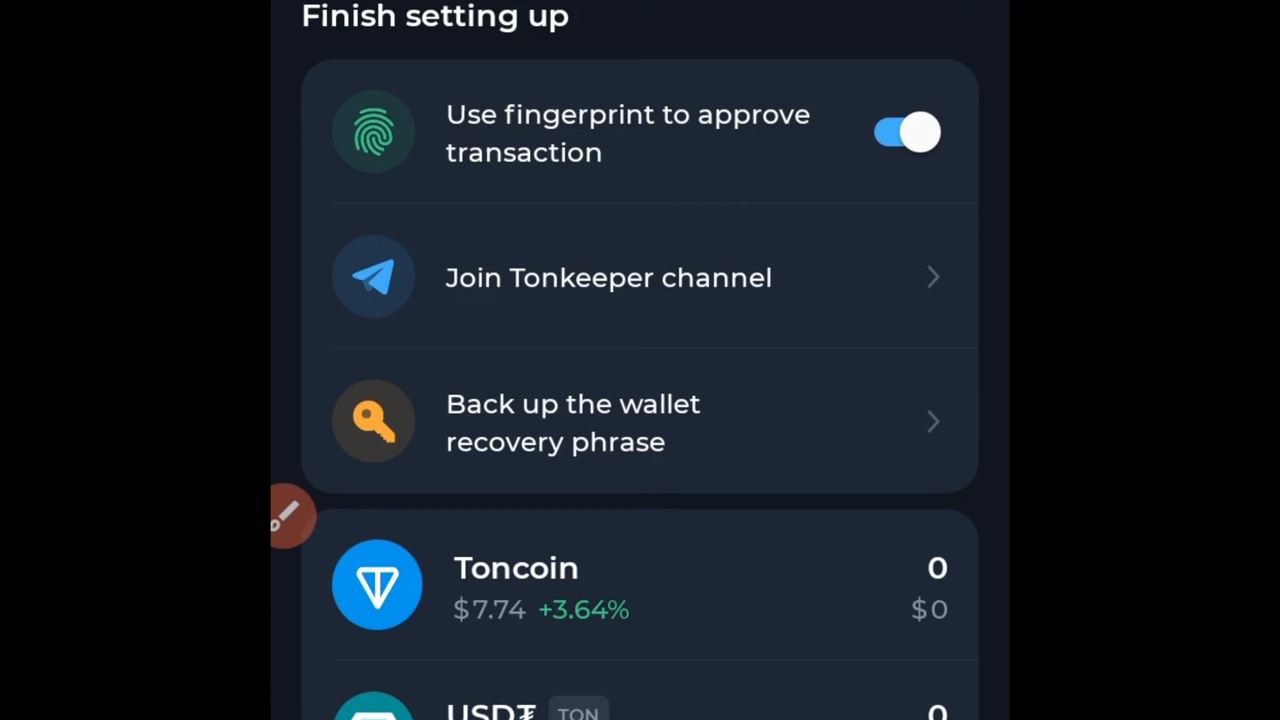 Finish setting up
Use fingerprint to approve
transaction
Join Tonkeeper channel
Back up the wallet
recovery phrase
Toncoin 0
$7.74 +3.64% $0
USD₮ TON 0